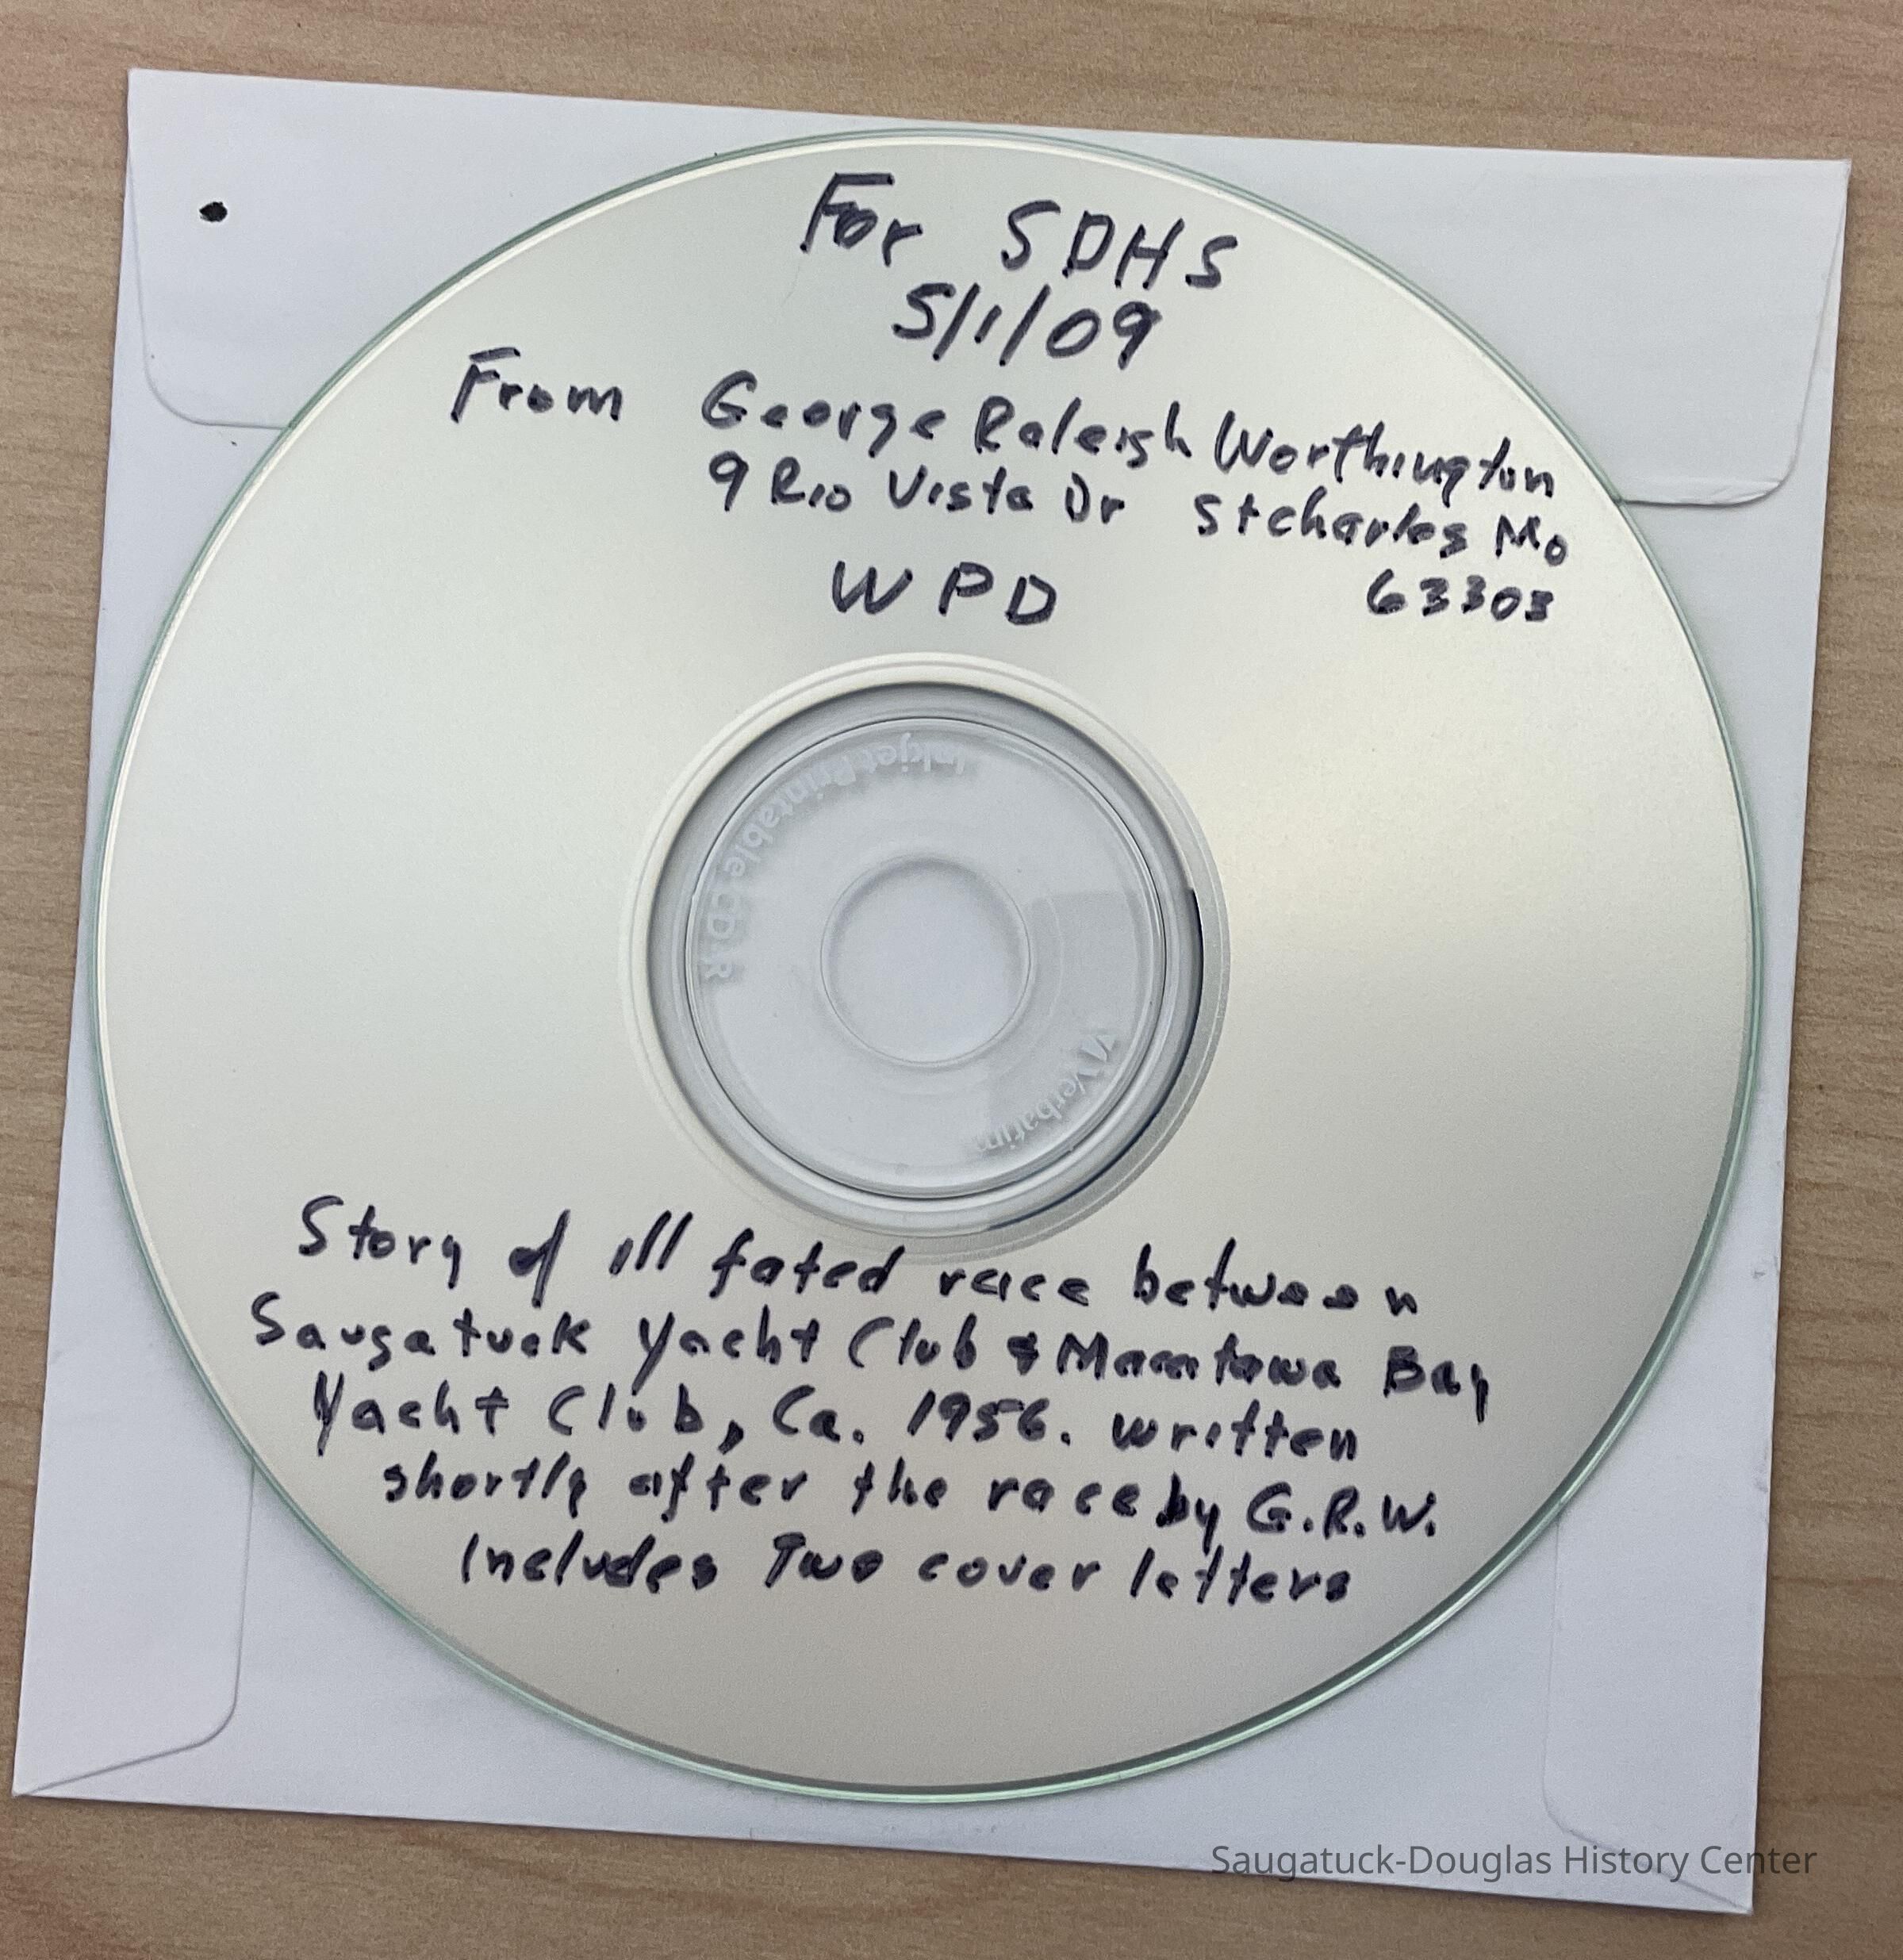 For SDHS
5/1/09
From George Raleigh Worthington
9 Rio Vista Dr St charles Mo
63303
WPD
Inkjet Printable CD-R
Verbatim
Story of ill fated race between
Saugatuck Yacht Club & Macatawa Bay
Yacht Club, Ca. 1956. written
shortly after the race by G.R.W.
Includes Two cover letters
Saugatuck-Douglas History Center